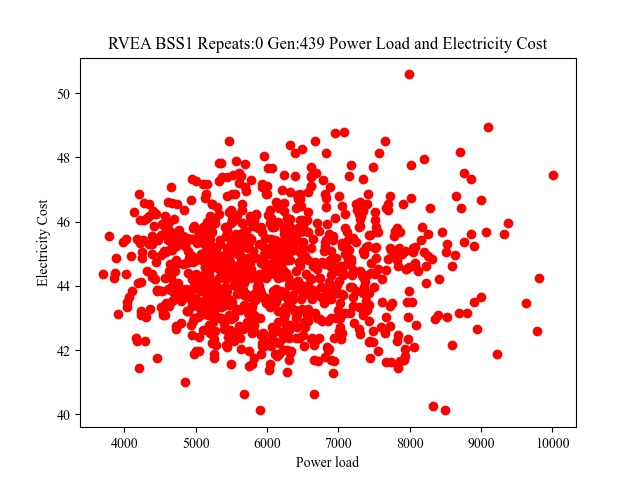 RVEA BSS1 Repeats:0 Gen:439 Power Load and Electricity Cost
50
48
46
44
42
40
Electricity Cost
4000 5000 6000 7000 8000 9000 10000
Power load